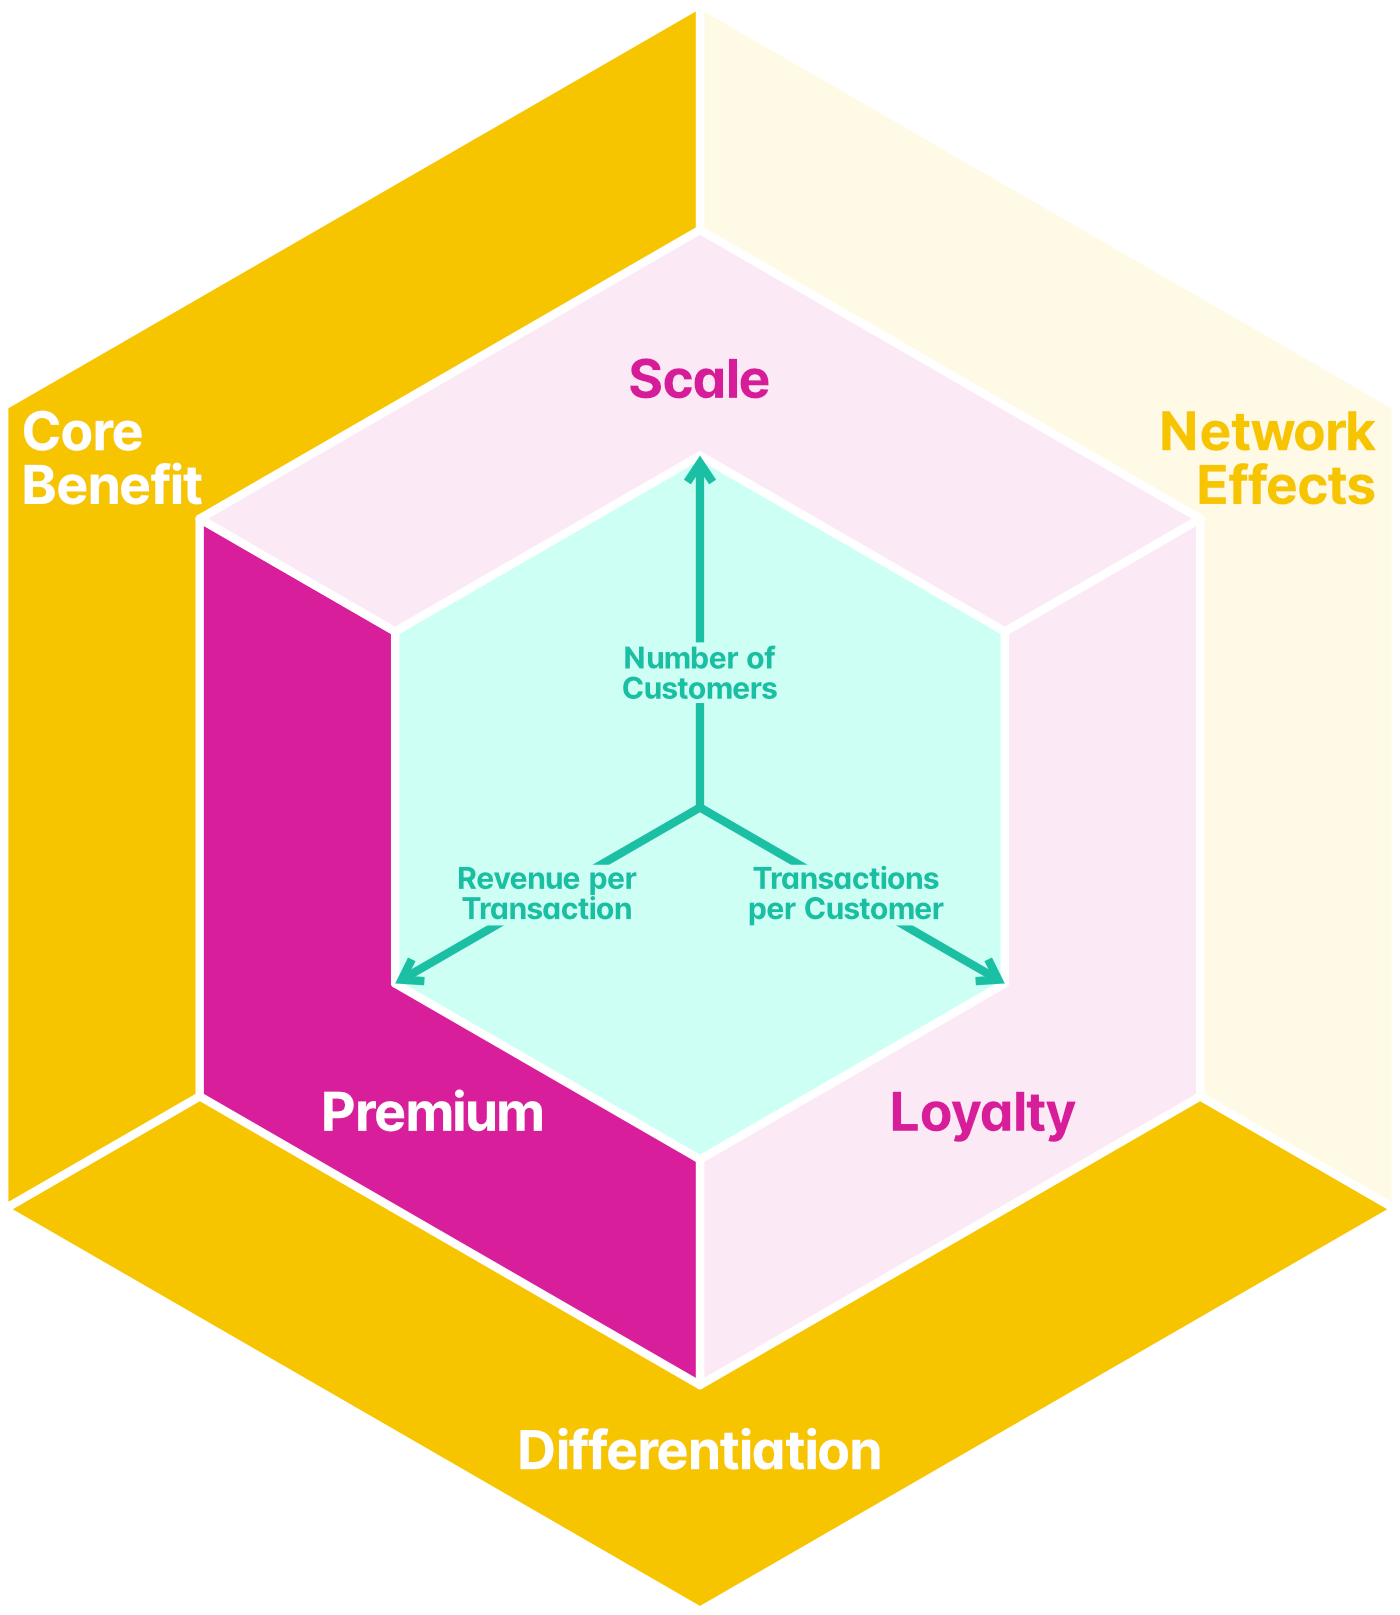 Scale
Core
Benefit
Network
Effects
Number of
Customers
Revenue per
Transaction
Transactions
per Customer
Premium
Loyalty
Differentiation